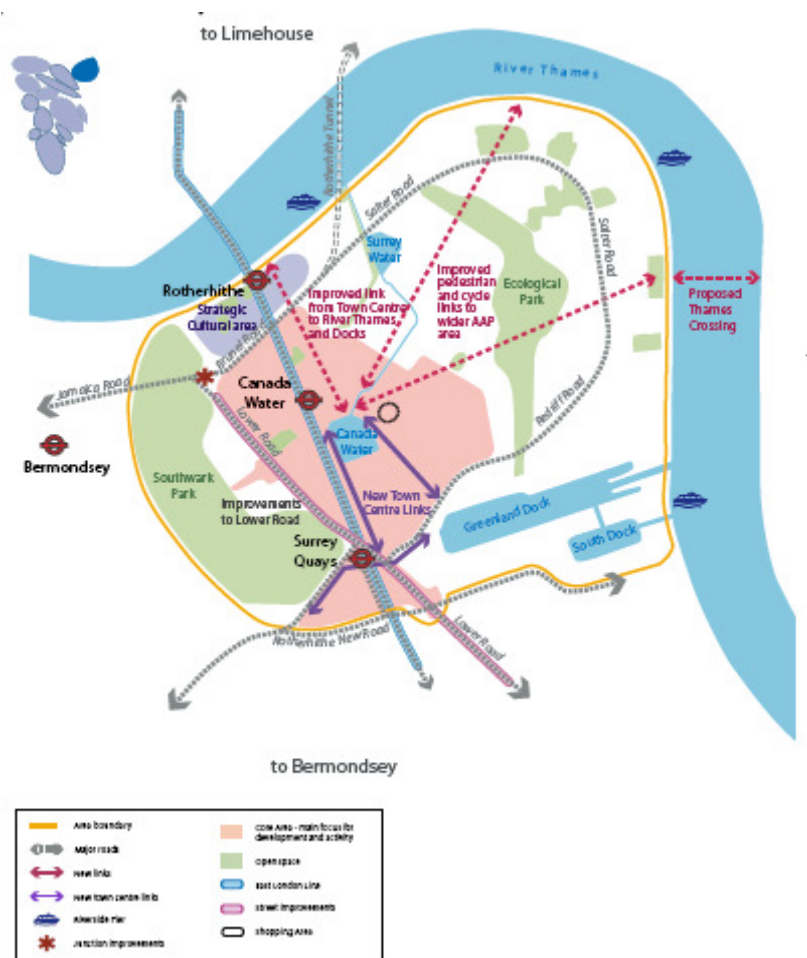 to Limehouse
River Thames
Rotherhithe Tunnel
Salter Road
Surrey
Water
Salter Road
Rotherhithe
Strategic
Cultural area
Improved link
from Town Centre
to River Thames
and Docks
Improved
pedestrian
and cycle
links to
wider AAP
area
Ecological
Park
Proposed
Thames
Crossing
Brunel Ro
Jamaica Road
Canada
Water
Lower Road
Canada
Water
Redriff Road
Bermondsey
Southwark
Park
Improvements
to Lower Road
New Town
Centre Links
Greenland Dock
South Dock
Surrey
Quays
Rotherhithe New Road
Lower Road
to Bermondsey
Area boundary
Major roads
New links
New town centre links
Riverside Pier
Junction improvements
Core Area - main focus for
development and activity
Open space
East London Line
Street improvements
Shopping Area